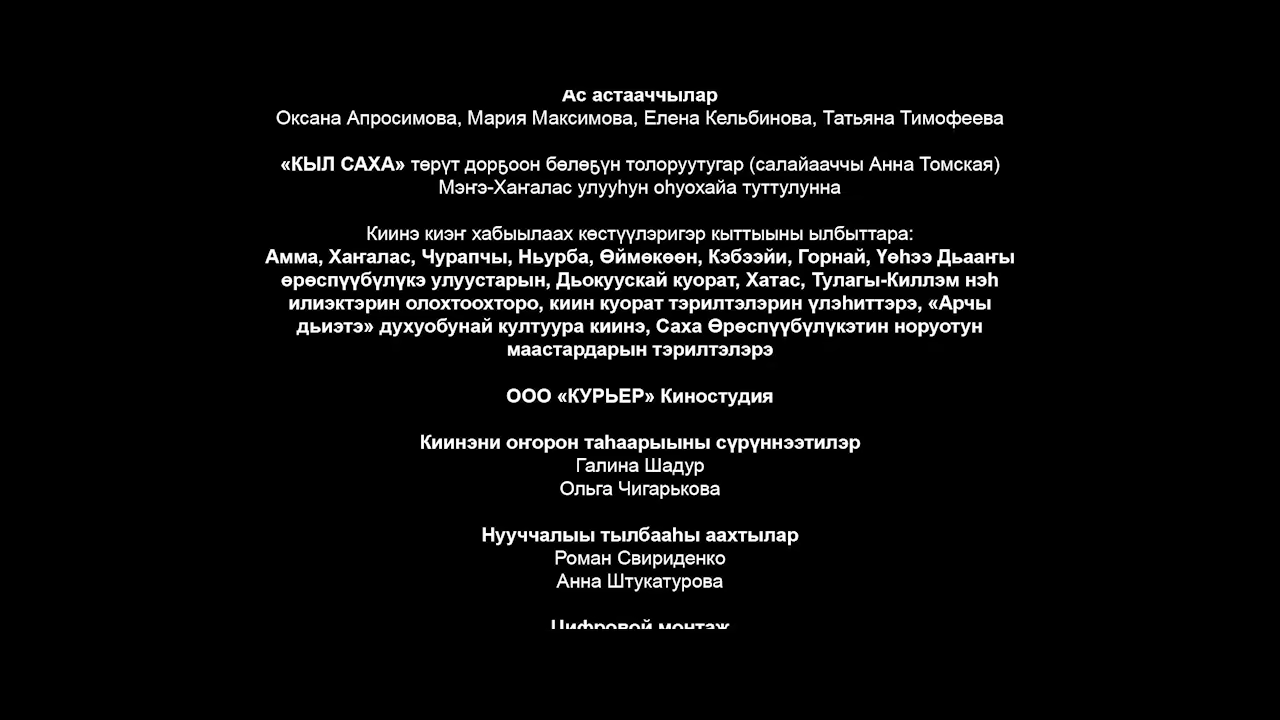 Ас астааччылар
Оксана Апросимова, Мария Максимова, Елена Кельбинова, Татьяна Тимофеева
«КЫЛ САХА» төрүт дорҕоон бөлөҕүн толоруутугар (салайааччы Анна Томская)
Мэҥэ-Хаҥалас улууһун оһуохайа туттулунна
Киинэ киэҥ хабыылаах көстүүлэригэр кыттыыны ылбыттара:
Амма, Хаҥалас, Чурапчы, Ньурба, Өймөкөөн, Кэбээйи, Горнай, Үөһээ Дьааҥы
өрөспүүбүлүкэ улуустарын, Дьокуускай куорат, Хатас, Тулагы-Киллэм нэһ
илиэктэрин олохтоохторо, киин куорат тэрилтэлэрин үлэһиттэрэ, «Арчы
дьиэтэ» духуобунай култуура киинэ, Саха Өрөспүүбүлүкэтин норуотун
маастардарын тэрилтэлэрэ
ООО «КУРЬЕР» Киностудия
Киинэни оҥорон таһаарыыны сүрүннээтилэр
Галина Шадур
Ольга Чигарькова
Нууччалыы тылбааһы аахтылар
Роман Свириденко
Анна Штукатурова
Цифровой монтаж